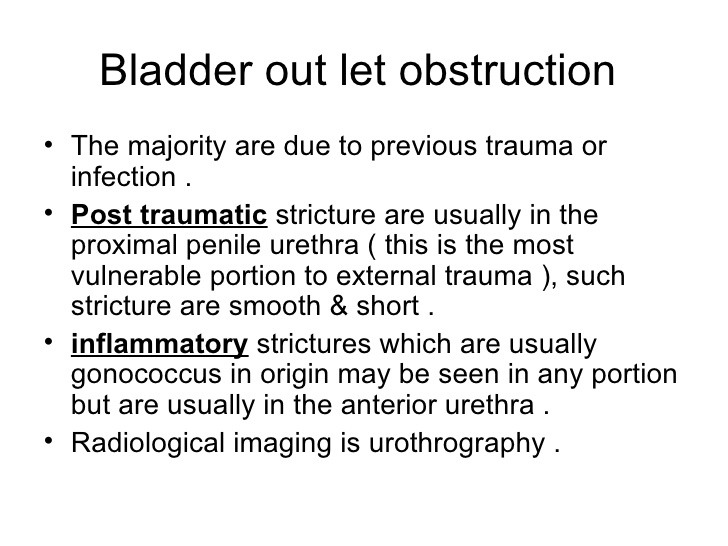 Bladder out let obstruction
• The majority are due to previous trauma or
infection .
• Post traumatic stricture are usually in the
proximal penile urethra ( this is the most
vulnerable portion to external trauma ), such
stricture are smooth & short .
• inflammatory strictures which are usually
gonococcus in origin may be seen in any portion
but are usually in the anterior urethra .
• Radiological imaging is urothrography .